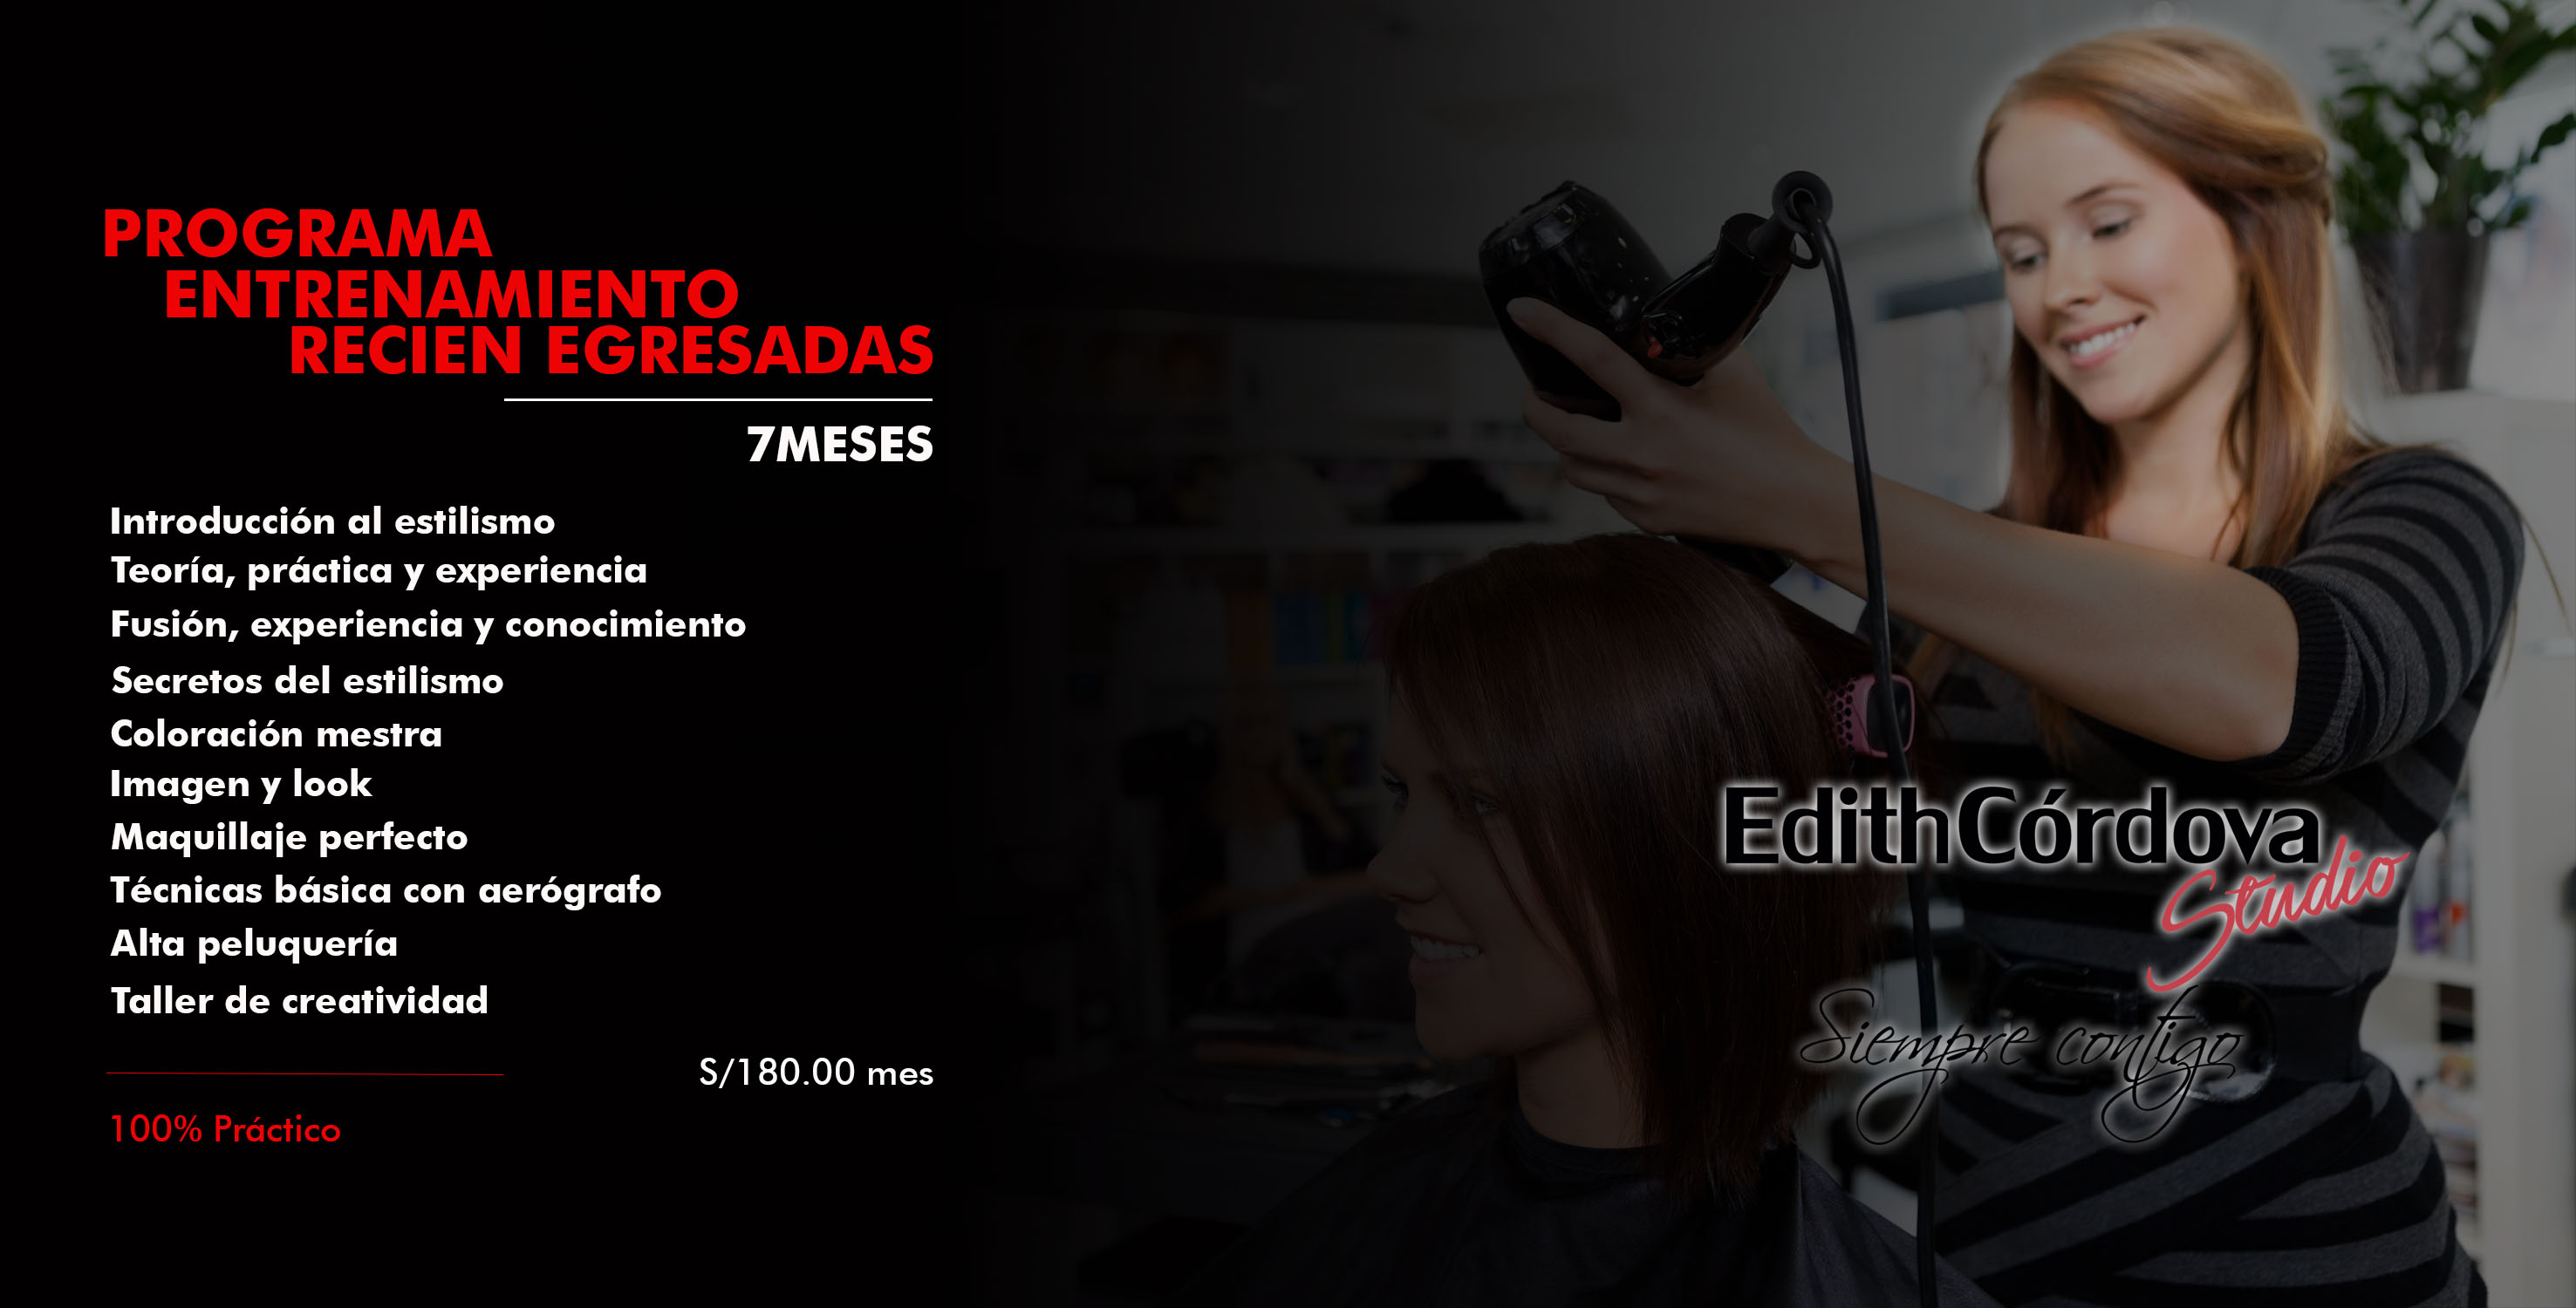 PROGRAMA
ENTRENAMIENTO
RECIEN EGRESADAS
7MESES
Introducción al estilismo
Teoría, práctica y experiencia
Fusión, experiencia y conocimiento
Secretos del estilismo
Coloración mestra
Imagen y look
Maquillaje perfecto
Técnicas básica con aerógrafo
Alta peluquería
Taller de creatividad
S/180.00 mes
100% Práctico
EdithCórdova
Studio
Siempre contigo